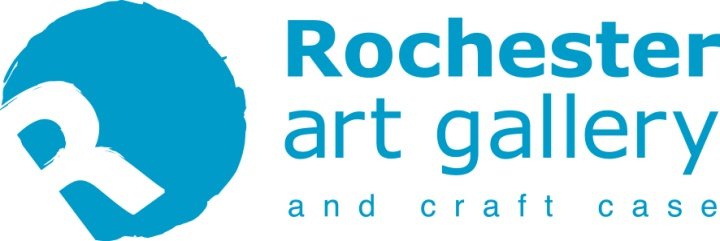 R
Rochester
art gallery
and craft case